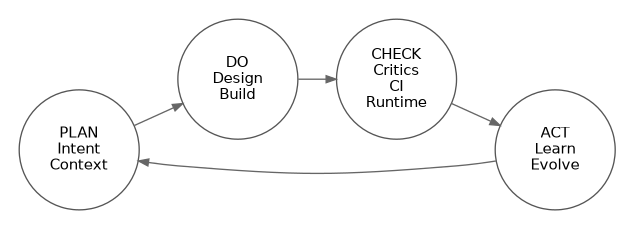 PLAN
Intent
Context
DO
Design
Build
CHECK
Critics
CI
Runtime
ACT
Learn
Evolve